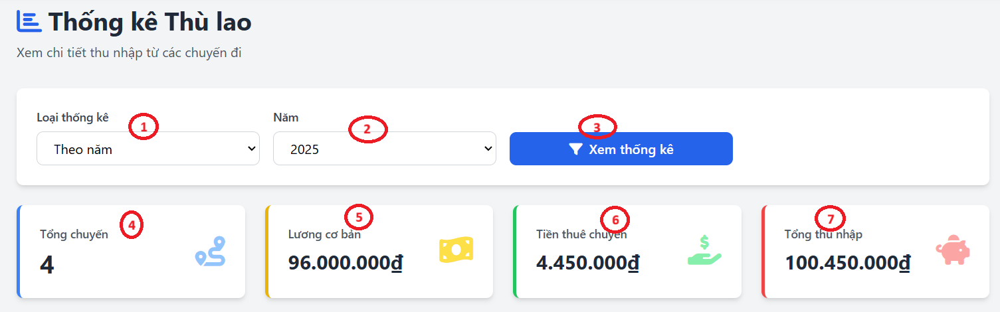 Thống kê Thù lao
Xem chi tiết thu nhập từ các chuyến đi
Loại thống kê
1
Năm
2
3
Theo năm
2025
Xem thống kê
4
5
6
7
Tổng chuyến
Lương cơ bản
Tiền thuê chuyến
Tổng thu nhập
4
96.000.000₫
4.450.000₫
100.450.000₫